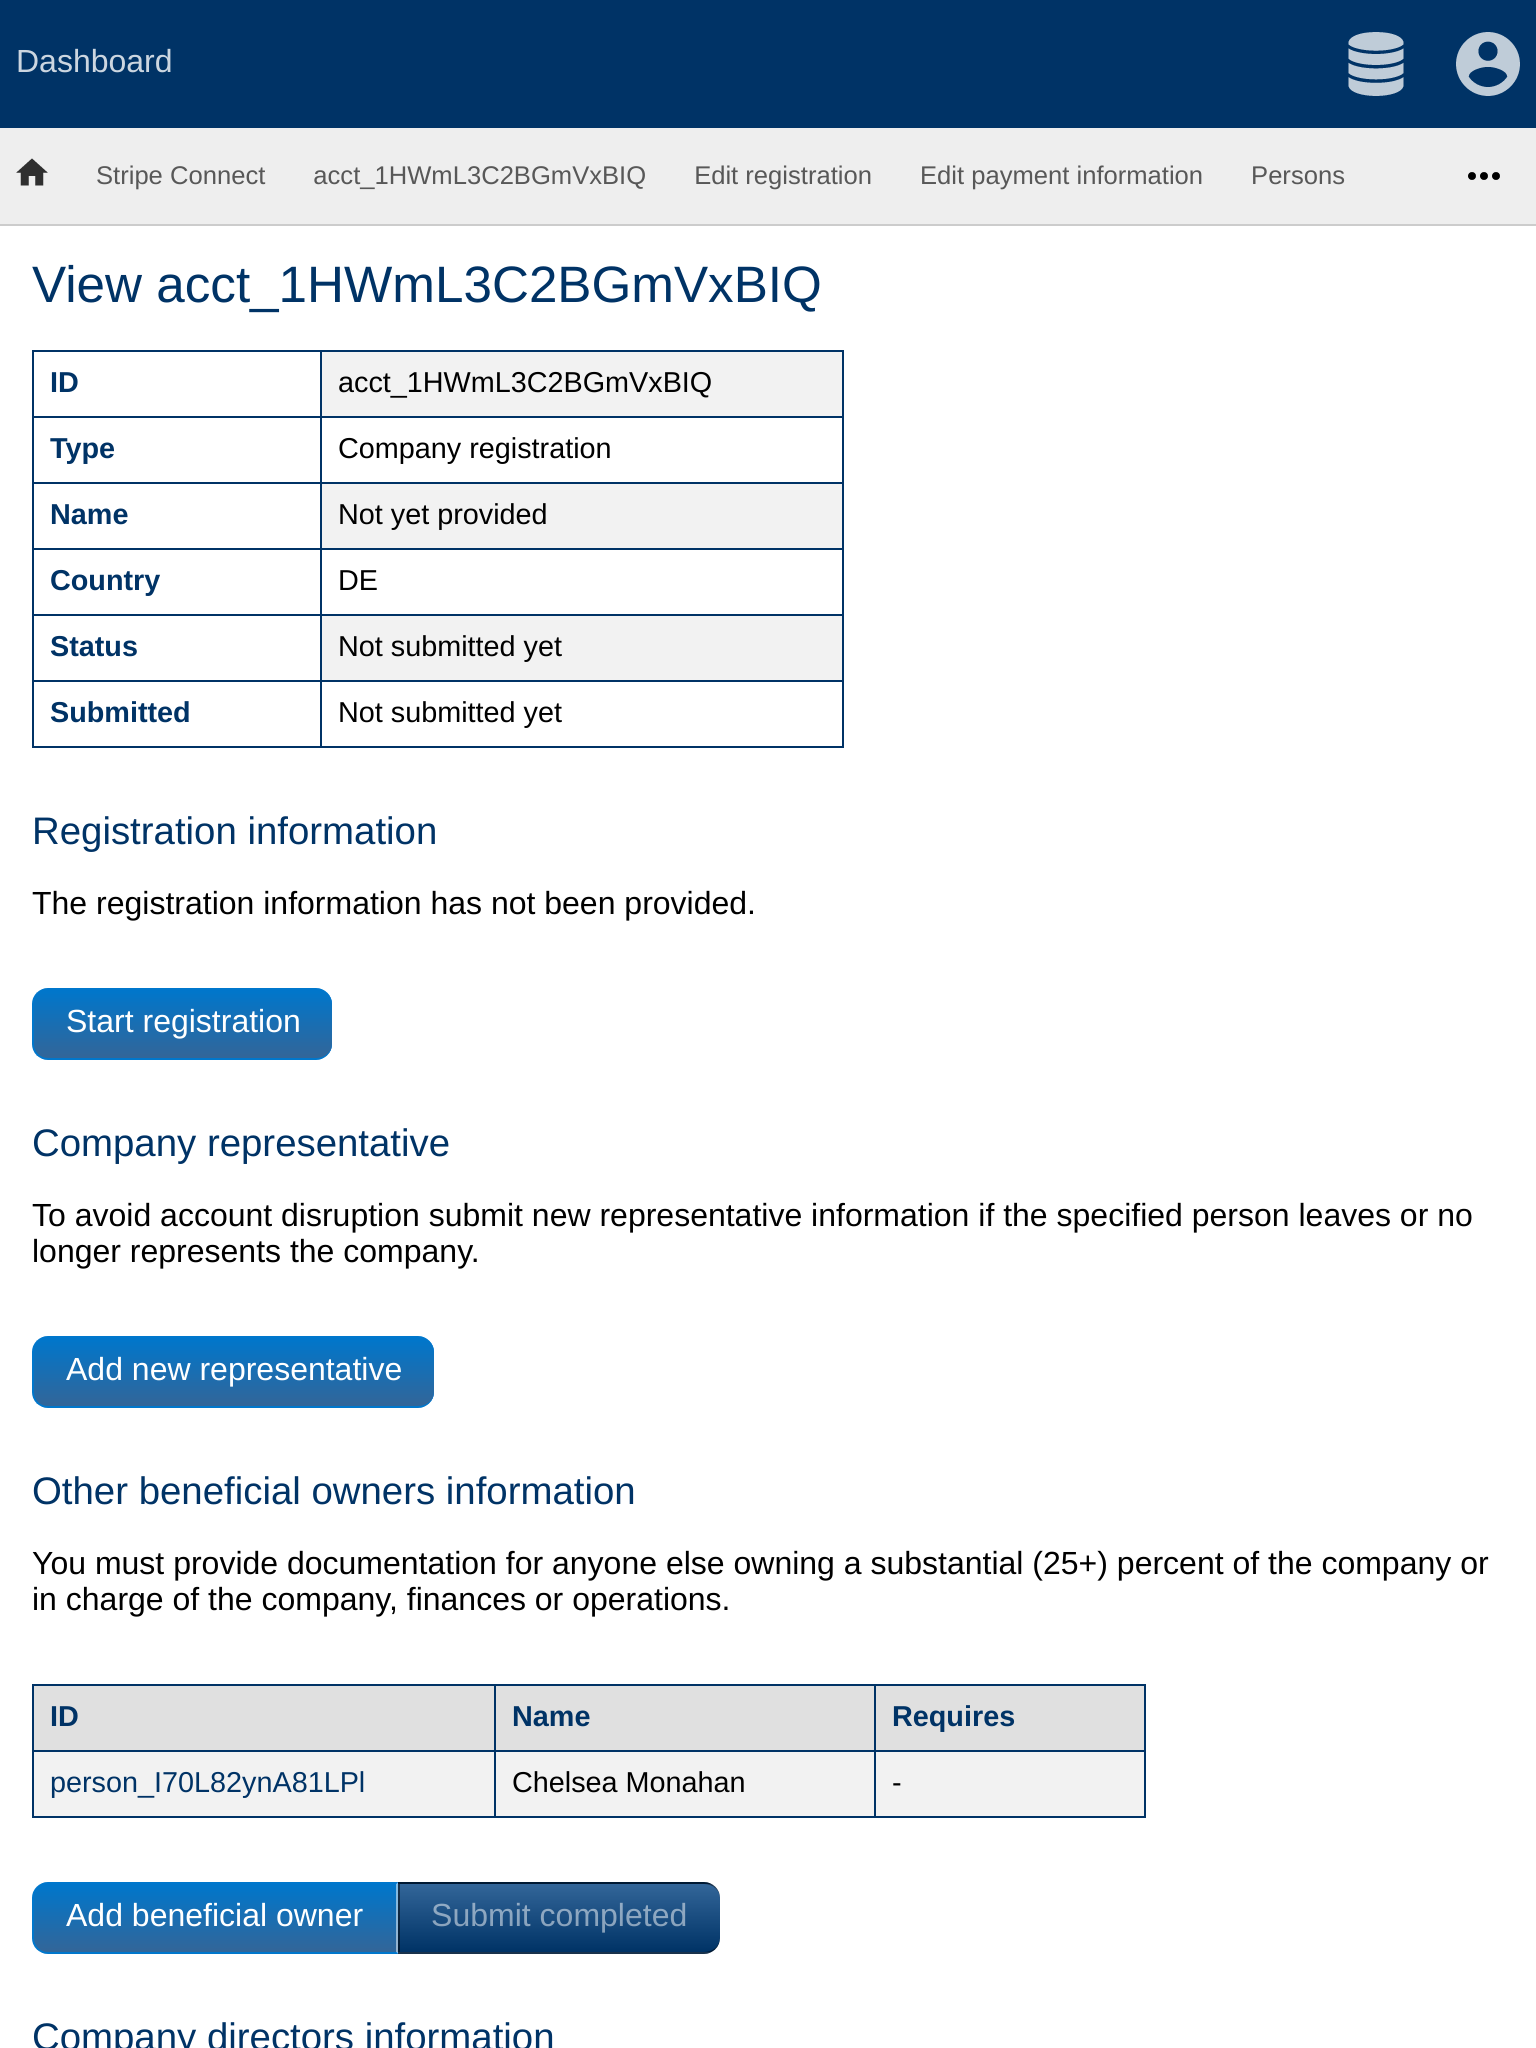 Dashboard
Stripe Connect acct_1HWmL3C2BGmVxBIQ Edit registration Edit payment information Persons
View acct_1HWmL3C2BGmVxBIQ
ID acct_1HWmL3C2BGmVxBIQ
Type Company registration
Name Not yet provided
Country DE
Status Not submitted yet
Submitted Not submitted yet
Registration information
The registration information has not been provided.
Start registration
Company representative
To avoid account disruption submit new representative information if the specified person leaves or no
longer represents the company.
Add new representative
Other beneficial owners information
You must provide documentation for anyone else owning a substantial (25+) percent of the company or
in charge of the company, finances or operations.
ID Name Requires
person_I70L82ynA81LPl Chelsea Monahan -
Add beneficial owner Submit completed
Company directors information